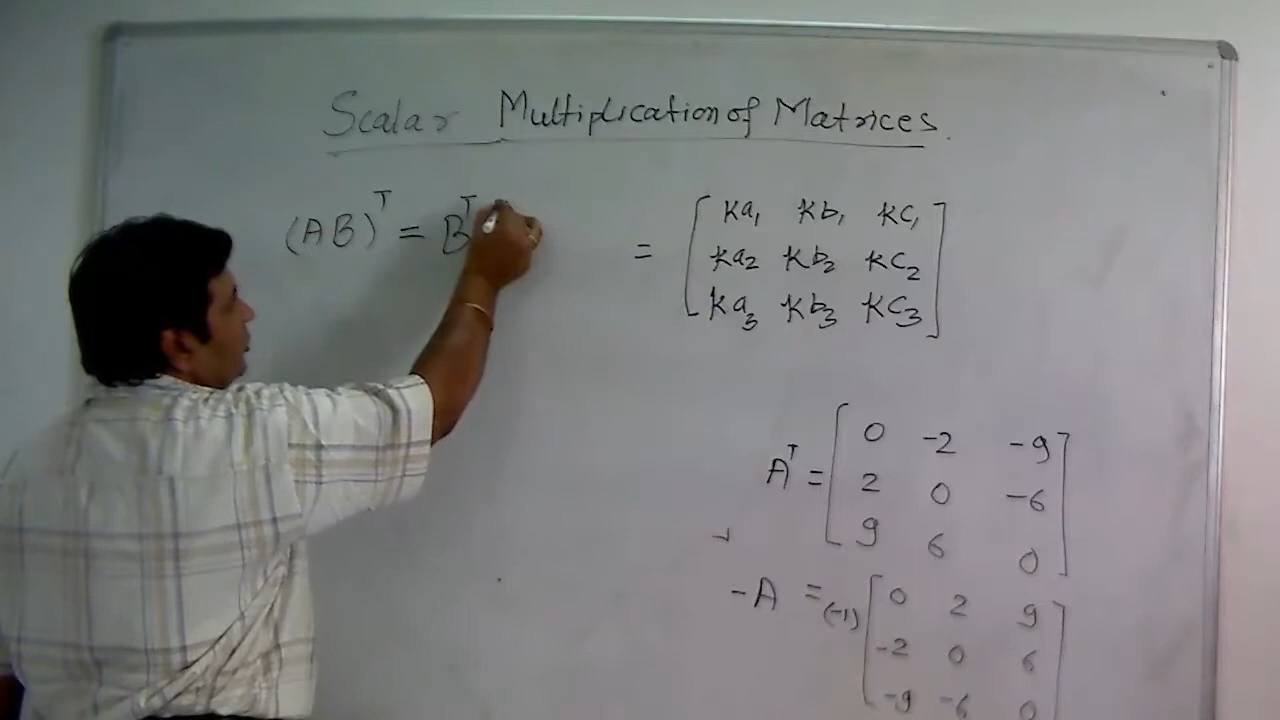 Scalar Multiplication of Matrices.
(AB)^T = B^T
= [ka₁ kb₁ kc₁
ka₂ kb₂ kc₂
ka₃ kb₃ kc₃]
A^T = [0 -2 -9
2 0 -6
9 6 0]
-A = (-1) [0 2 9
-2 0 6
-9 -6 0]